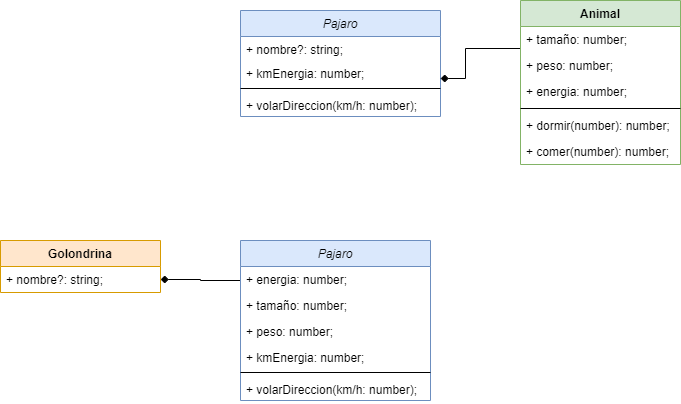 Pajaro
+ nombre?: string;
+ kmEnergia: number;
+ volarDireccion(km/h: number);
Animal
+ tamaño: number;
+ peso: number;
+ energia: number;
+ dormir(number): number;
+ comer(number): number;
Golondrina
+ nombre?: string;
Pajaro
+ energia: number;
+ tamaño: number;
+ peso: number;
+ kmEnergia: number;
+ volarDireccion(km/h: number);